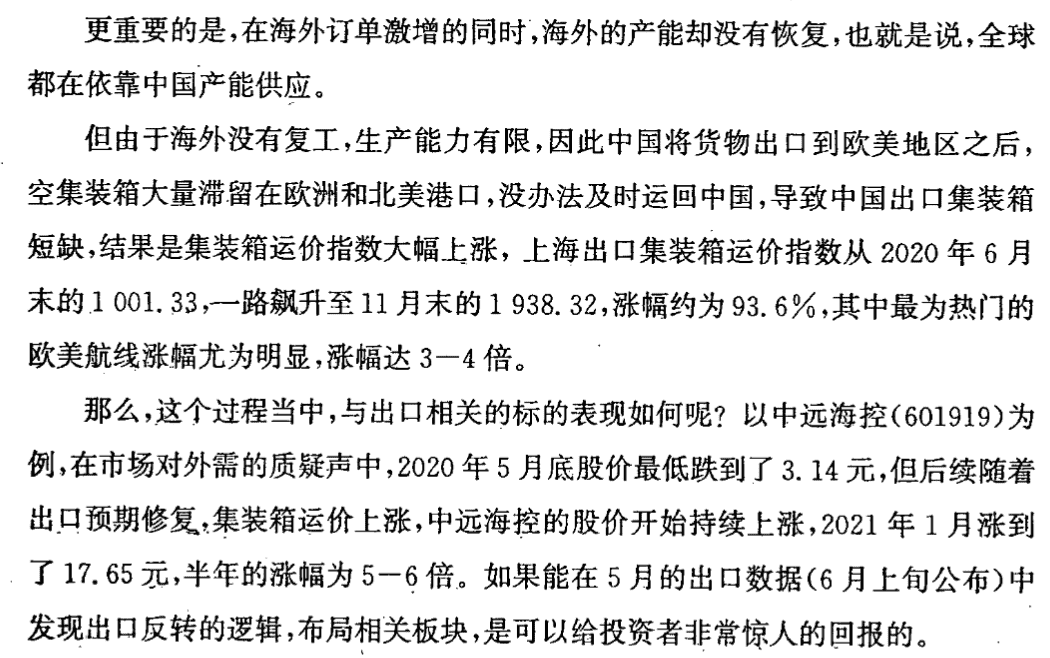 更重要的是,在海外订单激增的同时,海外的产能却没有恢复,也就是说,全球
都在依靠中国产能供应。
但由于海外没有复工,生产能力有限,因此中国将货物出口到欧美地区之后,
空集装箱大量滞留在欧洲和北美港口,没办法及时运回中国,导致中国出口集装箱
短缺,结果是集装箱运价指数大幅上涨,上海出口集装箱运价指数从 2020 年 6 月
末的 1 001.33,一路飙升至 11 月末的 1 938.32,涨幅约为 93.6%,其中最为热门的
欧美航线涨幅尤为明显,涨幅达 3—4 倍。
那么,这个过程当中,与出口相关的标的表现如何呢? 以中远海控(601919)为
例,在市场对外需的质疑声中,2020 年 5 月底股价最低跌到了 3.14 元,但后续随着
出口预期修复,集装箱运价上涨,中远海控的股价开始持续上涨,2021 年 1 月涨到
了 17.65 元,半年的涨幅为 5—6 倍。如果能在 5 月的出口数据(6 月上旬公布)中
发现出口反转的逻辑,布局相关板块,是可以给投资者非常惊人的回报的。